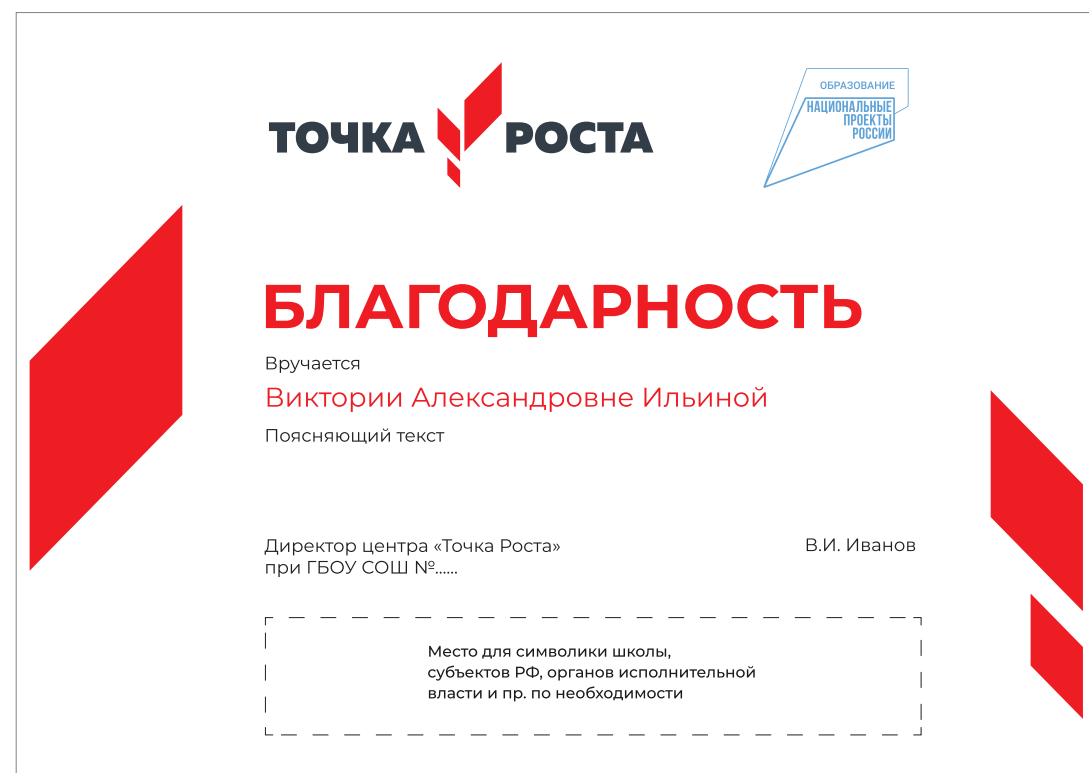 ТОЧКА РОСТА
ОБРАЗОВАНИЕ
НАЦИОНАЛЬНЫЕ
ПРОЕКТЫ
РОССИИ
БЛАГОДАРНОСТЬ
Вручается
Виктории Александровне Ильиной
Поясняющий текст
Директор центра «Точка Роста»
при ГБОУ СОШ №......
В.И. Иванов
Место для символики школы,
субъектов РФ, органов исполнительной
власти и пр. по необходимости